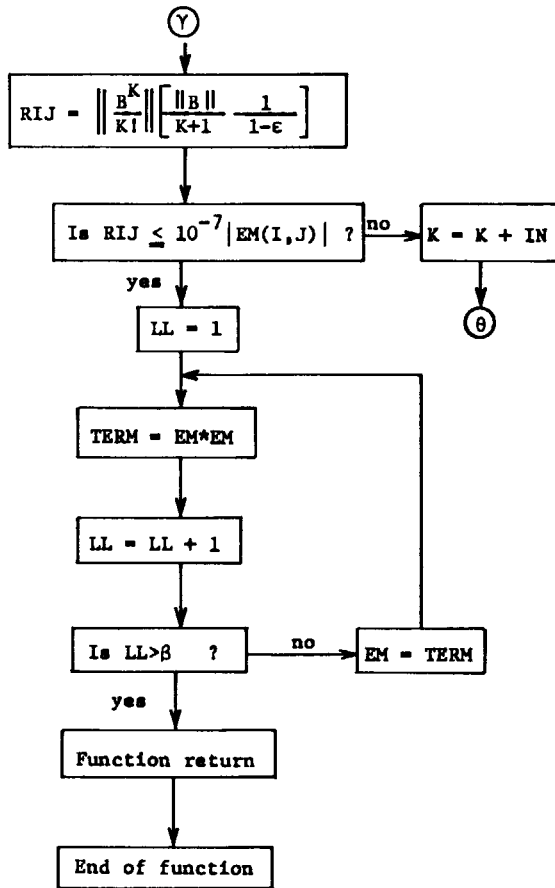 γ
RIJ = ‖ B^K / K! ‖ [ ‖B‖ / K+1   1 / 1-ε ]
Is RIJ ≤ 10^-7 |EM(I,J)| ?
no
K = K + IN
yes
θ
LL = 1
TERM = EM*EM
LL = LL + 1
Is LL>β ?
no
EM = TERM
yes
Function return
End of function